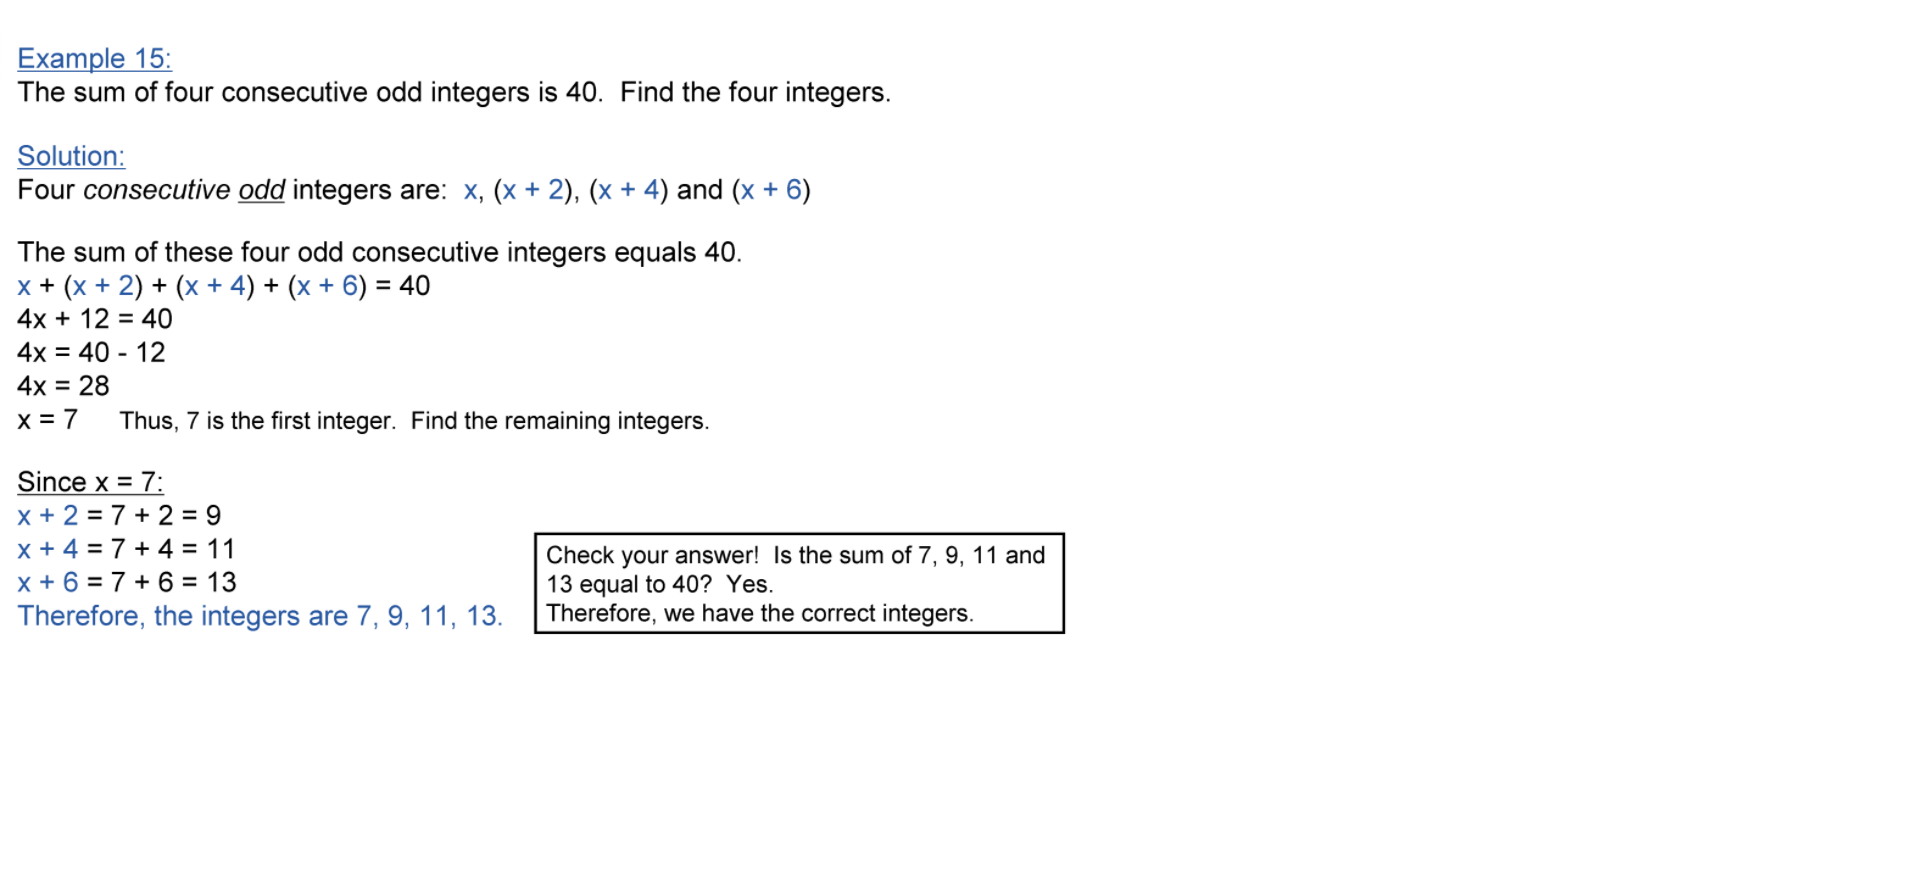 Example 15:
The sum of four consecutive odd integers is 40.  Find the four integers.
Solution:
Four consecutive odd integers are:  x, (x + 2), (x + 4) and (x + 6)
The sum of these four odd consecutive integers equals 40.
x + (x + 2) + (x + 4) + (x + 6) = 40
4x + 12 = 40
4x = 40 - 12
4x = 28
x = 7     Thus, 7 is the first integer.  Find the remaining integers.
Since x = 7:
x + 2 = 7 + 2 = 9
x + 4 = 7 + 4 = 11
x + 6 = 7 + 6 = 13
Therefore, the integers are 7, 9, 11, 13.
Check your answer!  Is the sum of 7, 9, 11 and
13 equal to 40?  Yes.
Therefore, we have the correct integers.